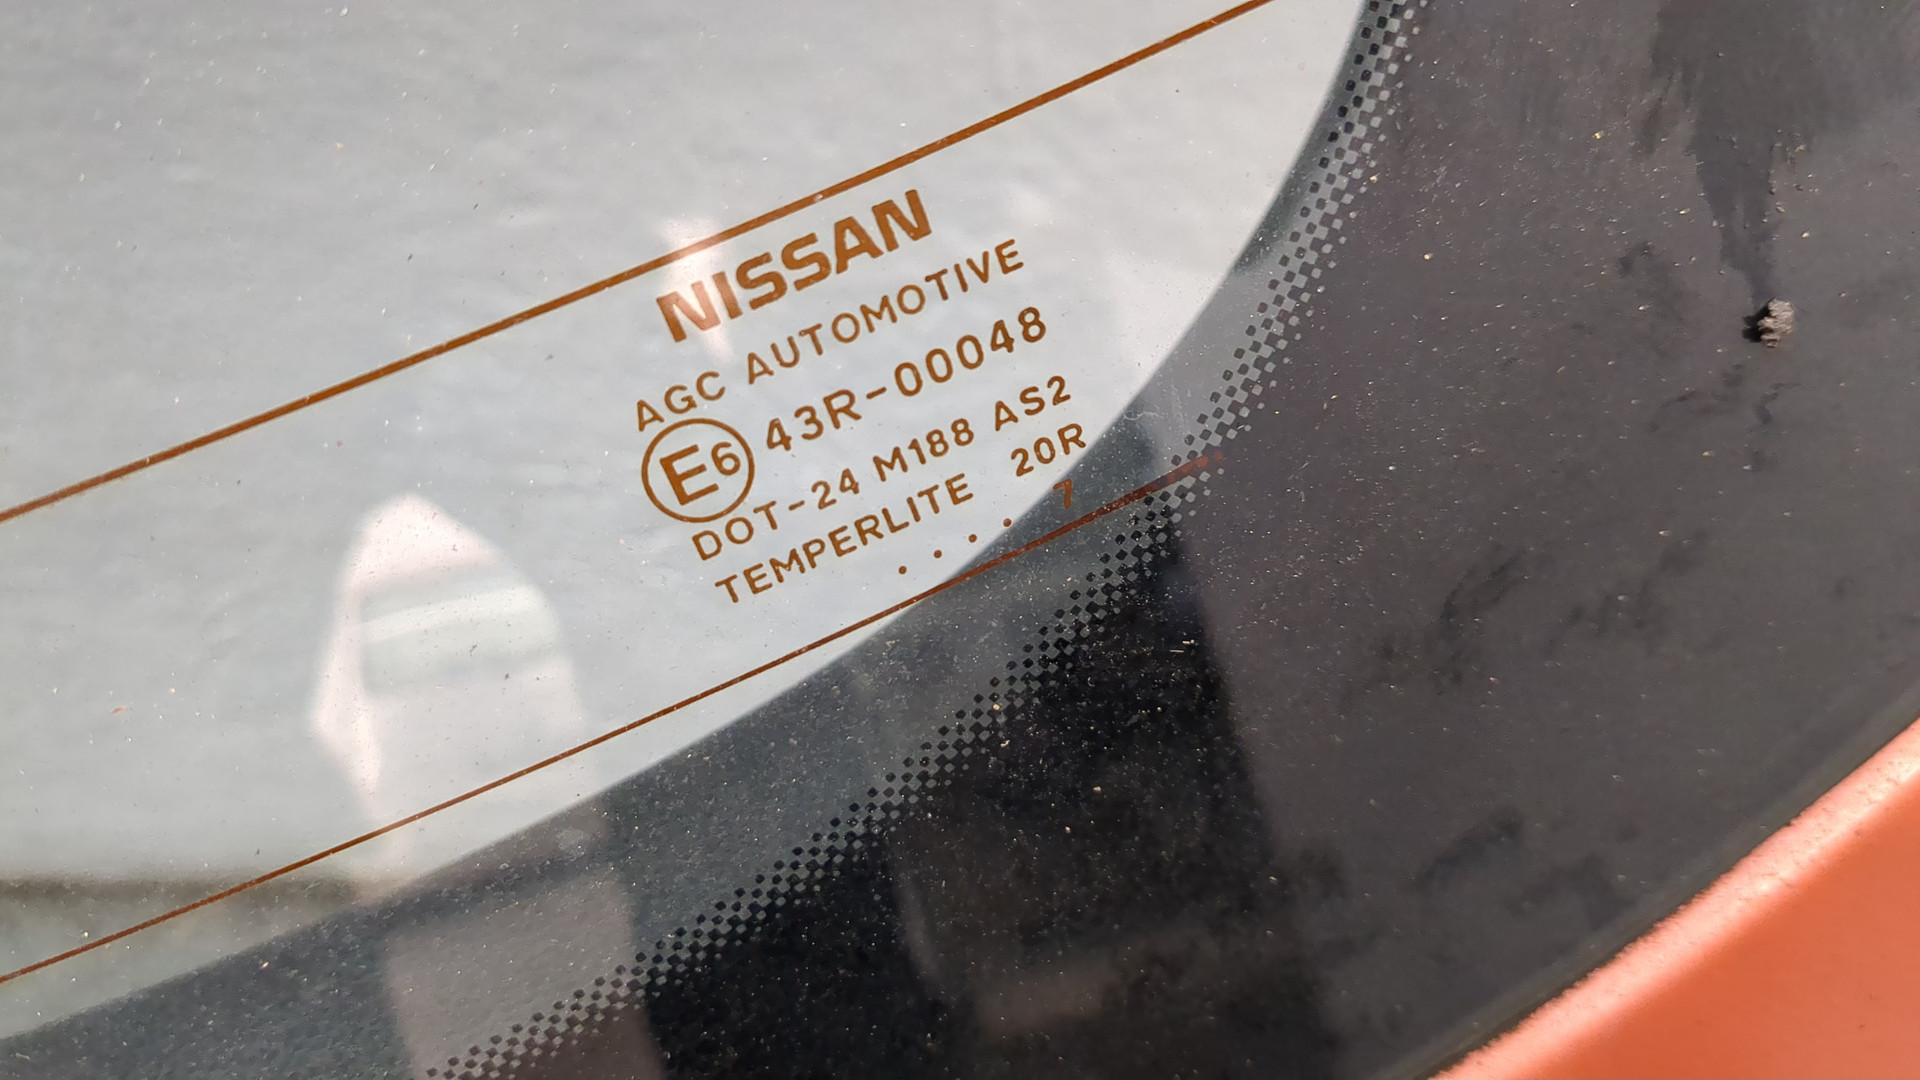 NISSAN
AGC AUTOMOTIVE
E6 43R-00048
DOT-24 M188 AS2
TEMPERLITE 20R
. . . . 7